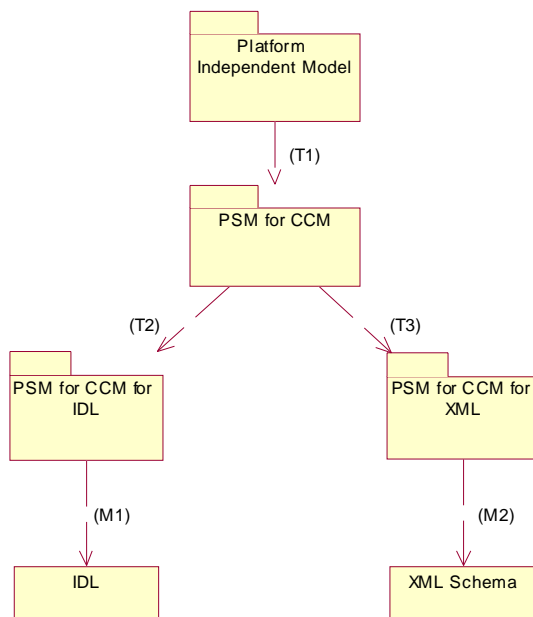 Platform
Independent Model
(T1)
PSM for CCM
(T2)
(T3)
PSM for CCM for
IDL
PSM for CCM for
XML
(M1)
(M2)
IDL
XML Schema